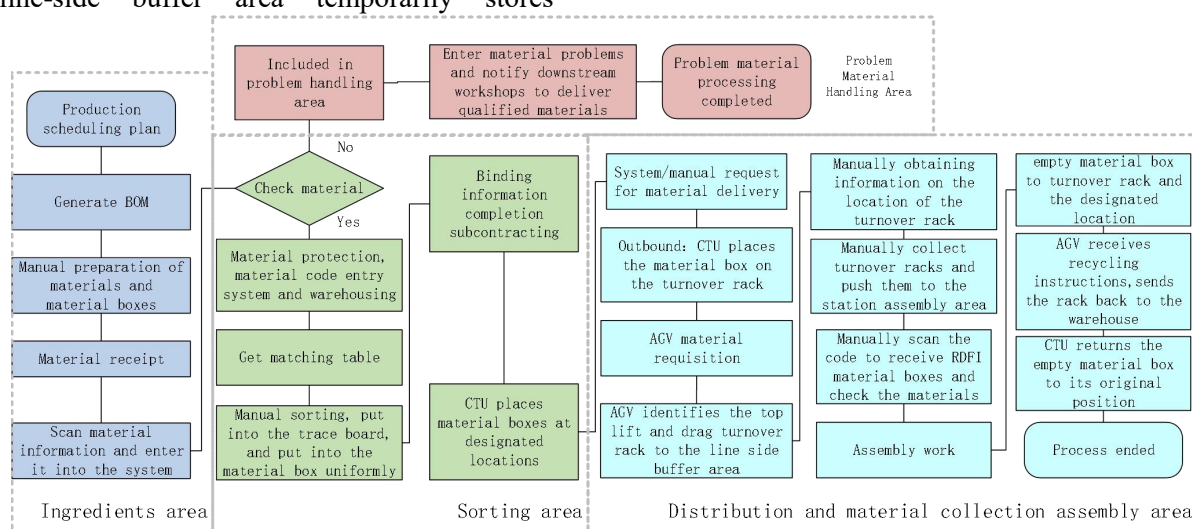 line-side buffer area temporarily stores
Included in
problem handling
area
Enter material problems
and notify downstream
workshops to deliver
qualified materials
Problem material
processing
completed
Problem
Material
Handling Area
Production
scheduling plan
Generate BOM
Manual preparation of
materials and
material boxes
Material receipt
Scan material
information and enter
it into the system
Ingredients area
No
Check material
Yes
Material protection,
material code entry
system and warehousing
Get matching table
Manual sorting, put
into the trace board,
and put into the
material box uniformly
Binding
information
completion
subcontracting
CTU places
material boxes at
designated
locations
Sorting area
System/manual request
for material delivery
Outbound: CTU places
the material box on
the turnover rack
AGV material
requisition
AGV identifies the top
lift and drag turnover
rack to the line side
buffer area
Manually obtaining
information on the
location of the
turnover rack
Manually collect
turnover racks and
push them to the
station assembly area
Manually scan the
code to receive RDFI
material boxes and
check the materials
Assembly work
empty material box
to turnover rack and
the designated
location
AGV receives
recycling
instructions,sends
the rack back to the
warehouse
CTU returns the
empty material box
to its original
position
Process ended
Distribution and material collection assembly area